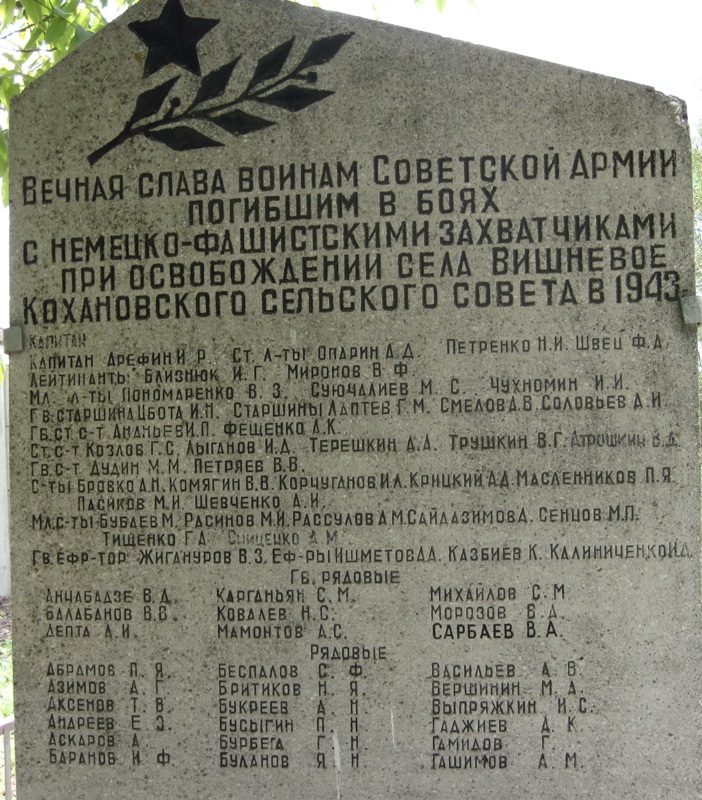 Вечная слава воинам Советской Армии
погибшим в боях
с немецко-фашистскими захватчиками
при освобождении села Вишневое
Кохановского сельского совета в 1943
Капитан
Капитан Арефин И. Р. Ст. л-ты Опарин А.Д. Петренко Н.И. Швец Ф.Д.
Лейтинанты Близнюк И. Г. Миронов В. Ф.
Мл. л-ты Пономаренко В. З. Суючалиев М. С. Чухномин И. И.
Гв. старшина Цбота И.Н. Старшины Лаптев Г.М. Смелов А.В. Соловьев А.И.
Гв. ст. с-т Ананьев И.П. Фещенко А.К.
Ст. с-т Козлов Г.С. Лыганов И.Д. Терешкин А.А. Трушкин В.Г. Атрошкин В.Д.
Гв. с-т Дудин М.М. Петряев В.В.
С-ты Бровко А.Н. Комягин В.В. Корчуганов И.Л. Крицкий А.Д. Масленников П.Я.
Пасиков М.И. Шевченко А.И.
Мл. с-ты Бубаев М. Расинов М.И. Рассулов А.М. Сайдазимов А. Сенцов М.П.
Тищенко Г.А. Сниценко А.М
Гв. ефр-тор. Жигануров В.З. Еф-ры Ишметов А.А. Казбиев К. Калиниченко И.Д.
Гв. рядовые
Анчабадзе В.Д. Карганьян С.М. Михайлов С.М
Балабанов В.В. Ковалев Н.С. Морозов В.Д.
Депта А.И. Мамонтов А.С. Сарбаев В.А.
Рядовые
Абрамов П. Я. Беспалов С. Ф. Васильев А. В.
Азимов А. Г. Бритиков Н. Я. Вершинин М. А.
Аксенов Т. В. Букреев А. Н. Выпряжкин И. С.
Андреев Е. З. Бусыгин П. Н. Гаджиев А. К.
Аскаров А. Бурбега Г. Н. Гамидов Г.
Баранов И. Ф. Буланов Я. Н. Гашимов А. М.